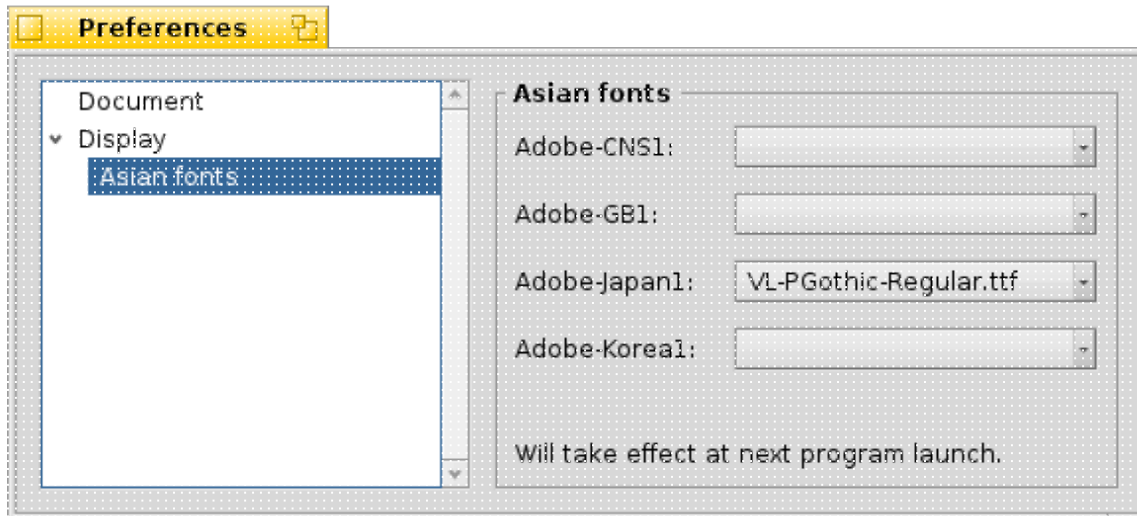 Preferences
Document
Display
Asian fonts
Asian fonts
Adobe-CNS1:
Adobe-GB1:
Adobe-Japan1: VL-PGothic-Regular.ttf
Adobe-Korea1:
Will take effect at next program launch.